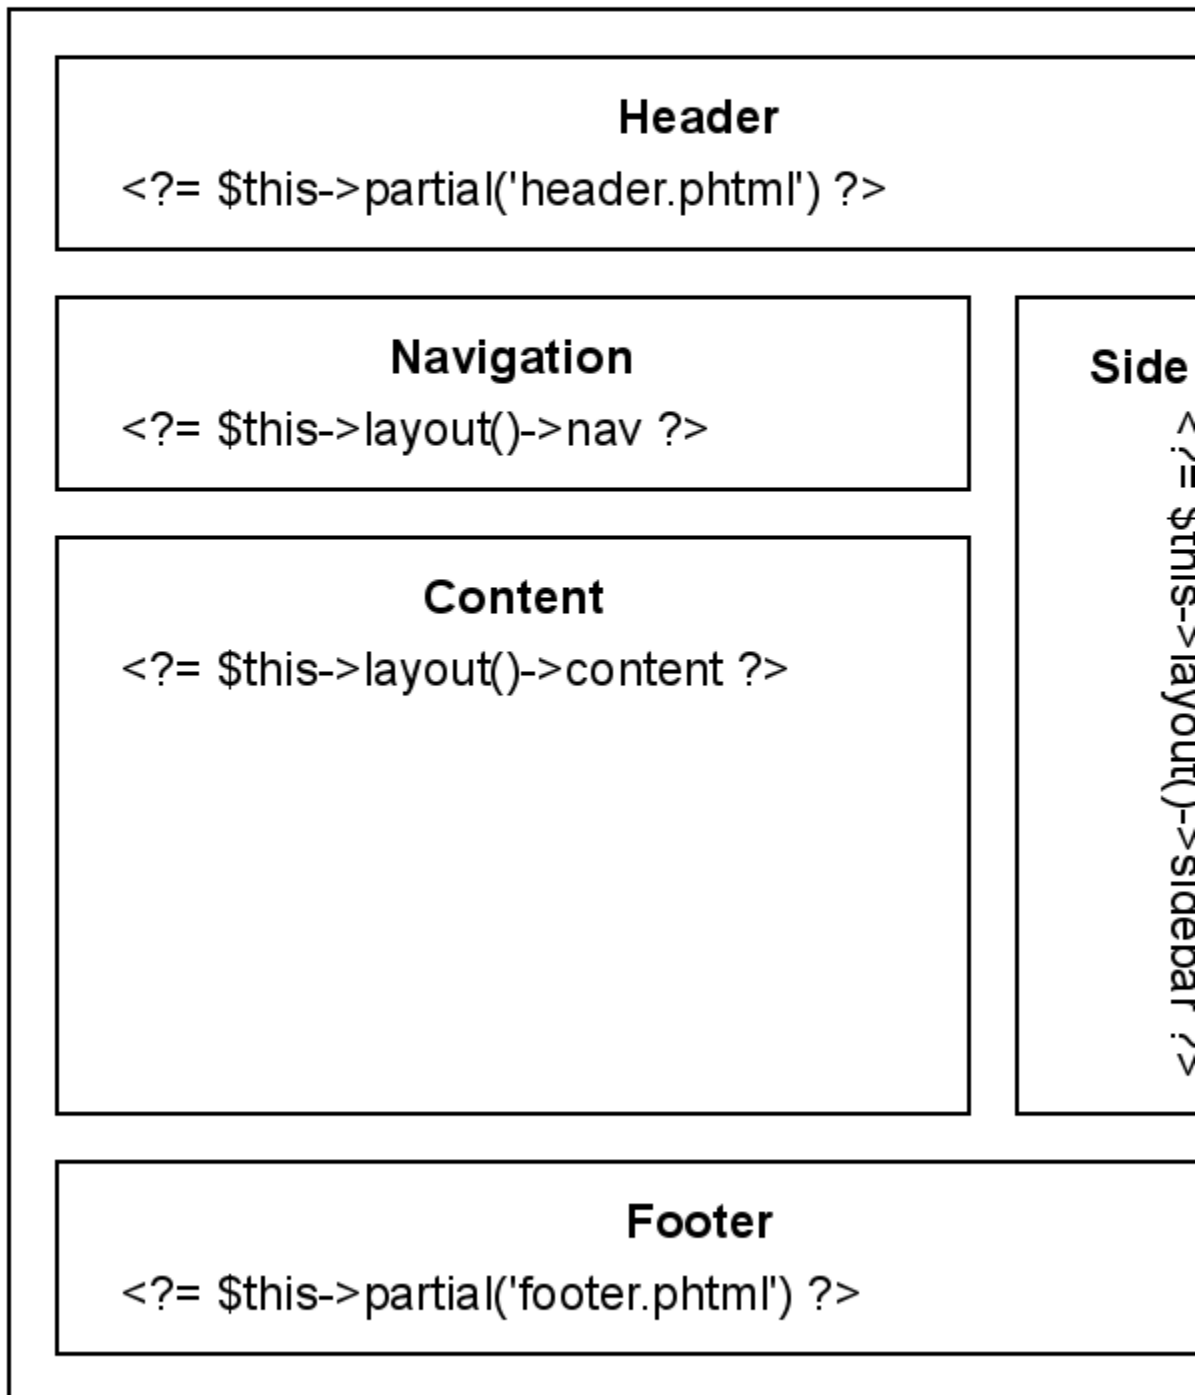 Header
<?= $this->partial('header.phtml') ?>
Navigation
<?= $this->layout()->nav ?>
Side
<?= $this->layout()->sidebar ?>
Content
<?= $this->layout()->content ?>
Footer
<?= $this->partial('footer.phtml') ?>